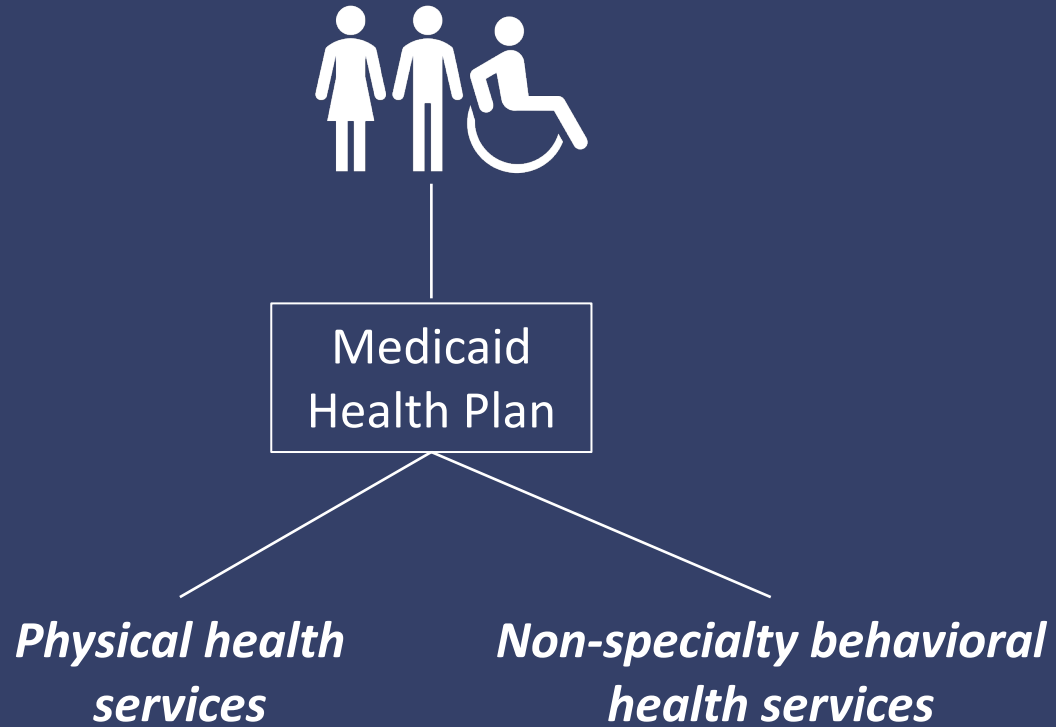 Medicaid
Health Plan
Physical health
services
Non-specialty behavioral
health services